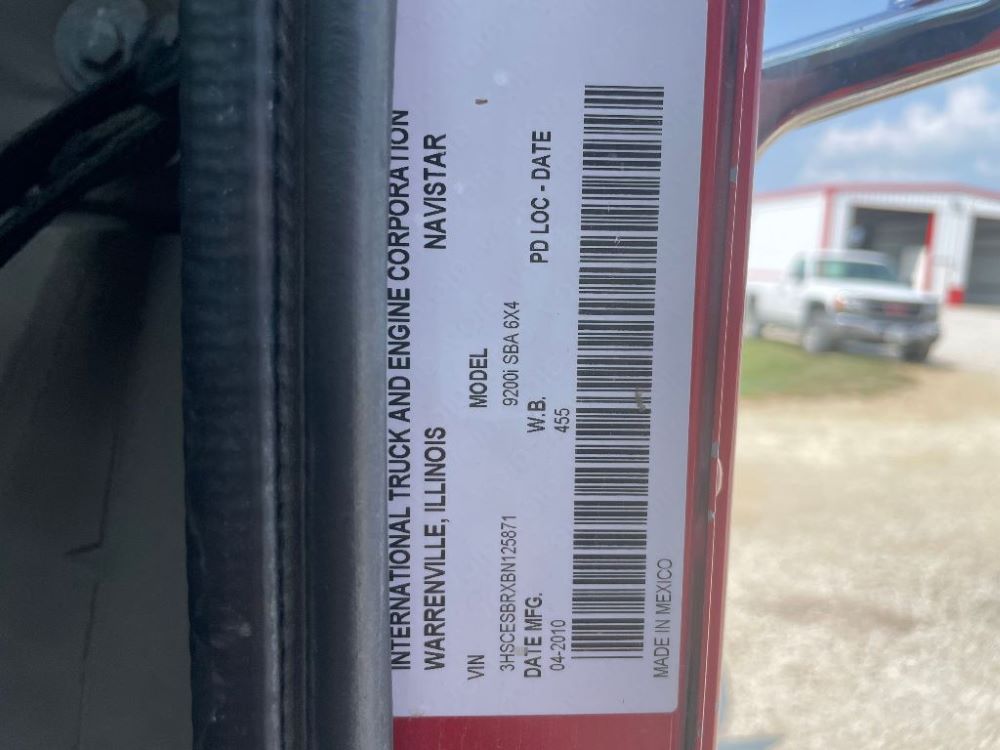 INTERNATIONAL TRUCK AND ENGINE CORPORATION
WARRENVILLE, ILLINOIS NAVISTAR
VIN MODEL
3HSCESBRXBN125871 9200i SBA 6X4
DATE MFG. W.B. PD LOC - DATE
04-2010 455
MADE IN MEXICO